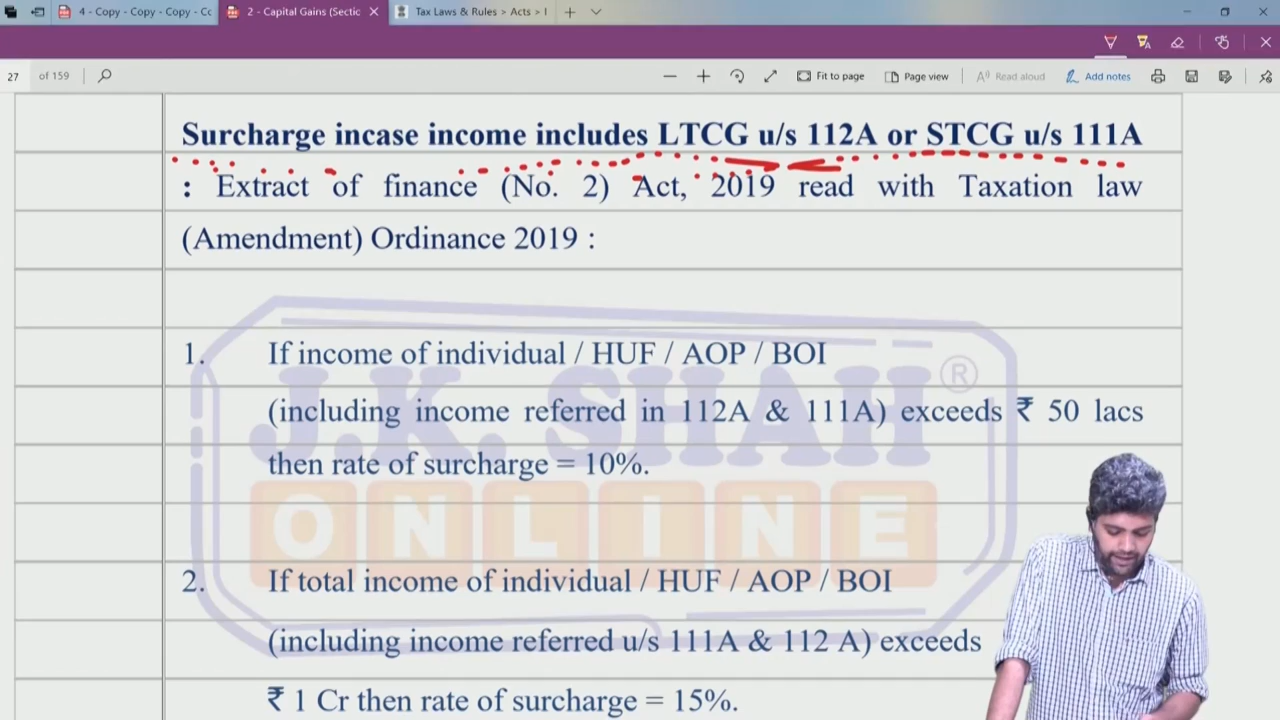 4 - Copy - Copy - Copy - Cc
2 - Capital Gains (Sectic
Tax Laws & Rules > Acts > I
27 of 159
Fit to page
Page view
Read aloud
Add notes
Surcharge incase income includes LTCG u/s 112A or STCG u/s 111A
: Extract of finance (No. 2) Act, 2019 read with Taxation law
(Amendment) Ordinance 2019 :
1. If income of individual / HUF / AOP / BOI
(including income referred in 112A & 111A) exceeds ₹ 50 lacs
then rate of surcharge = 10%.
2. If total income of individual / HUF / AOP / BOI
(including income referred u/s 111A & 112 A) exceeds
₹ 1 Cr then rate of surcharge = 15%.
J.K. SHAH ®
ONLINE